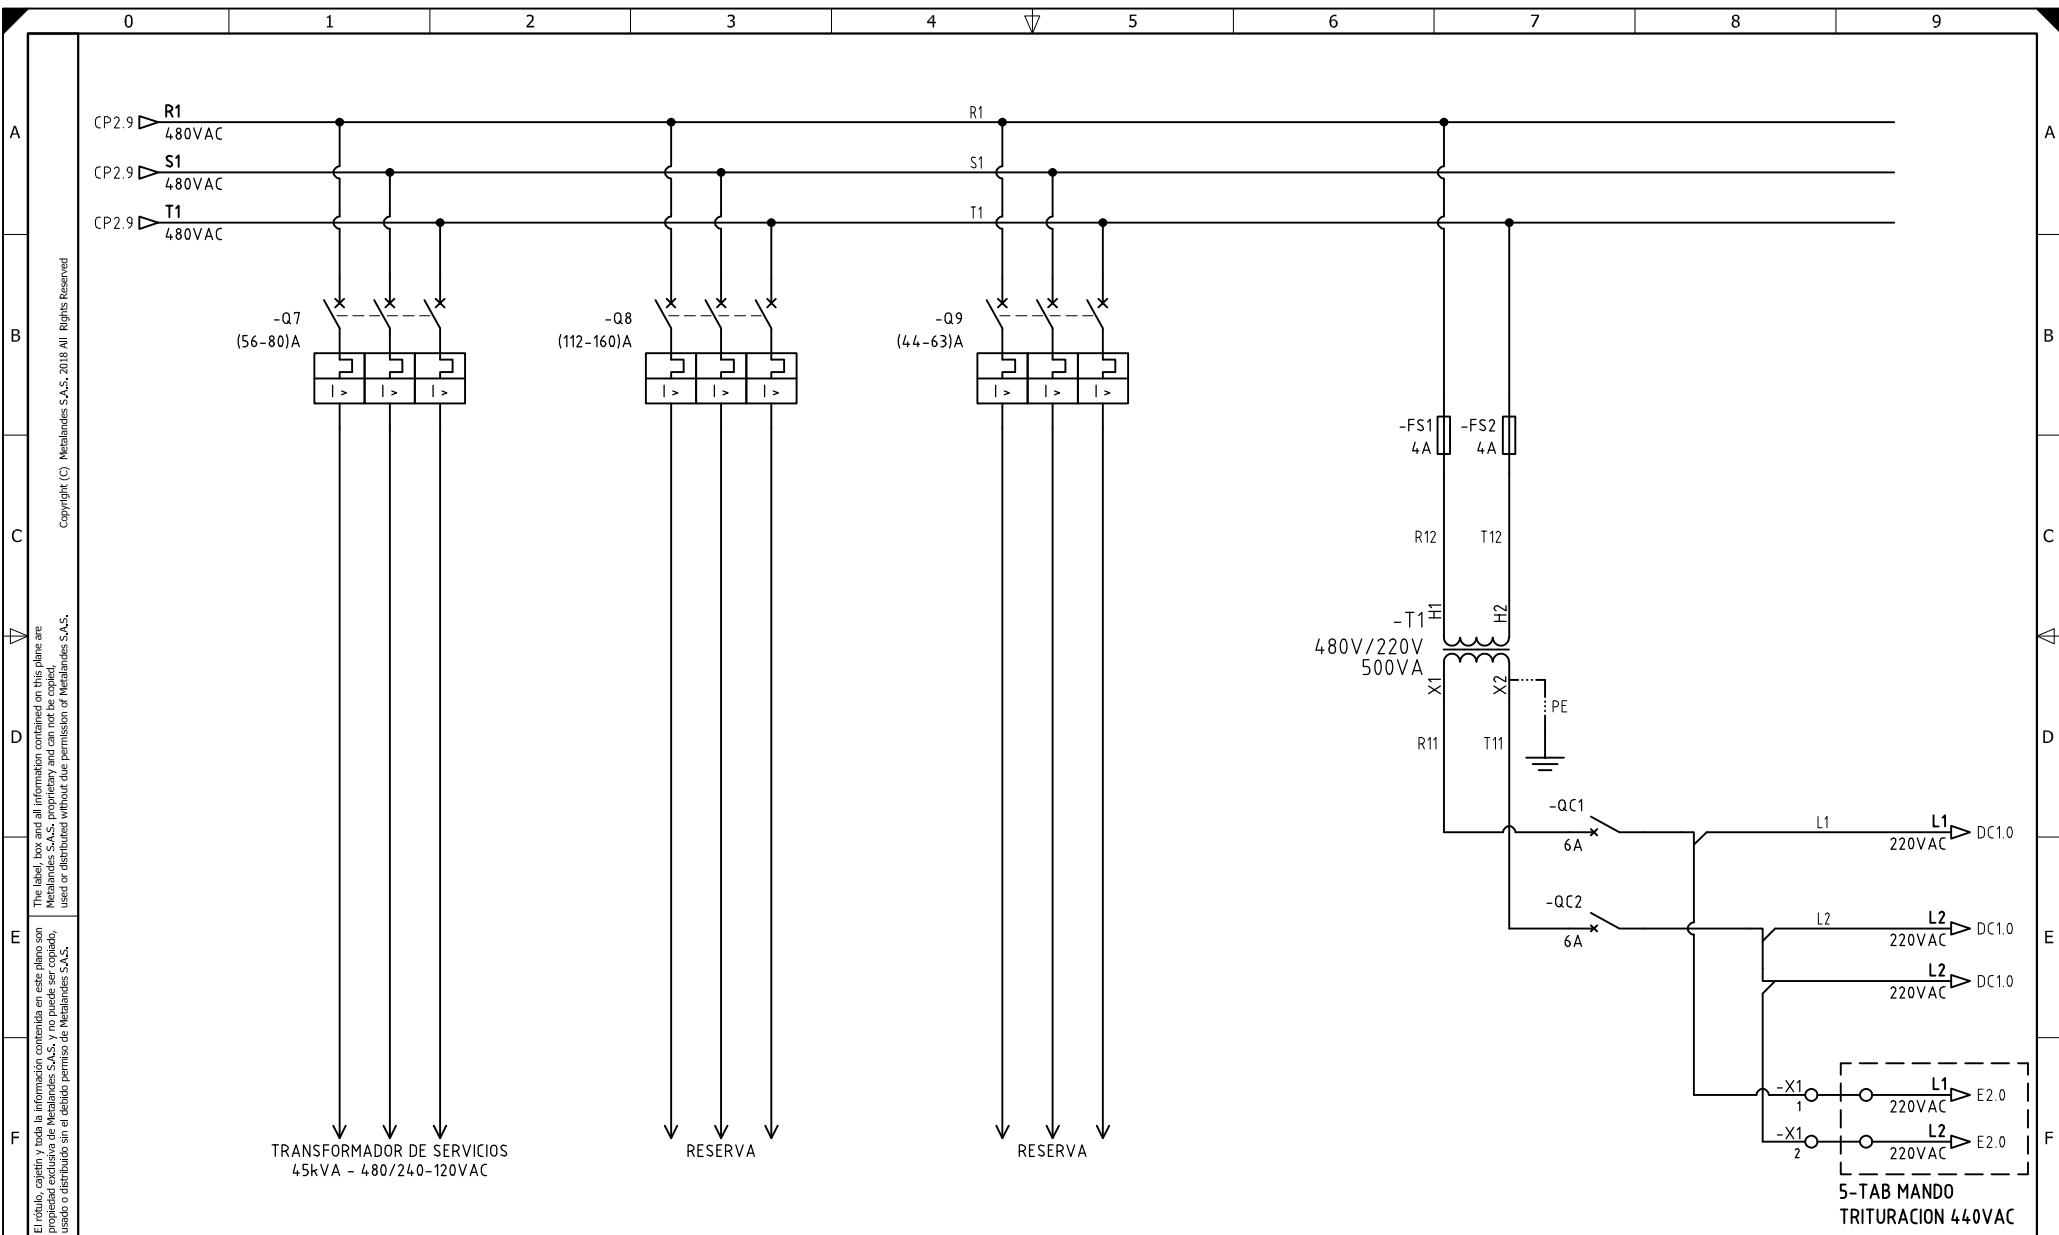 0 1 2 3 4 5 6 7 8 9
A A
B B
C C
D D
E E
F F
CP2.9 R1
480VAC
CP2.9 S1
480VAC
CP2.9 T1
480VAC
R1
S1
T1
-Q7
(56-80)A
I >
I >
I >
-Q8
(112-160)A
I >
I >
I >
-Q9
(44-63)A
I >
I >
I >
-FS1
4A
-FS2
4A
R12
T12
H1
H2
-T1
480V/220V
500VA
X1
X2
PE
R11
T11
-QC1
6A
L1
L1
220VAC
DC1.0
-QC2
6A
L2
L2
220VAC
DC1.0
L2
220VAC
DC1.0
-X1
1
L1
220VAC
E2.0
-X1
2
L2
220VAC
E2.0
5-TAB MANDO
TRITURACION 440VAC
TRANSFORMADOR DE SERVICIOS
45kVA - 480/240-120VAC
RESERVA
RESERVA
Copyright (C) Metalandes S.A.S. 2018 All Rights Reserved
The label, box and all information contained on this plane are
Metalandes S.A.S. proprietary and can not be copied,
used or distributed without due permission of Metalandes S.A.S.
El rótulo, cajetín y toda la información contenida en este plano son
propiedad exclusiva de Metalandes S.A.S. y no puede ser copiado,
usado o distribuido sin el debido permiso de Metalandes S.A.S.